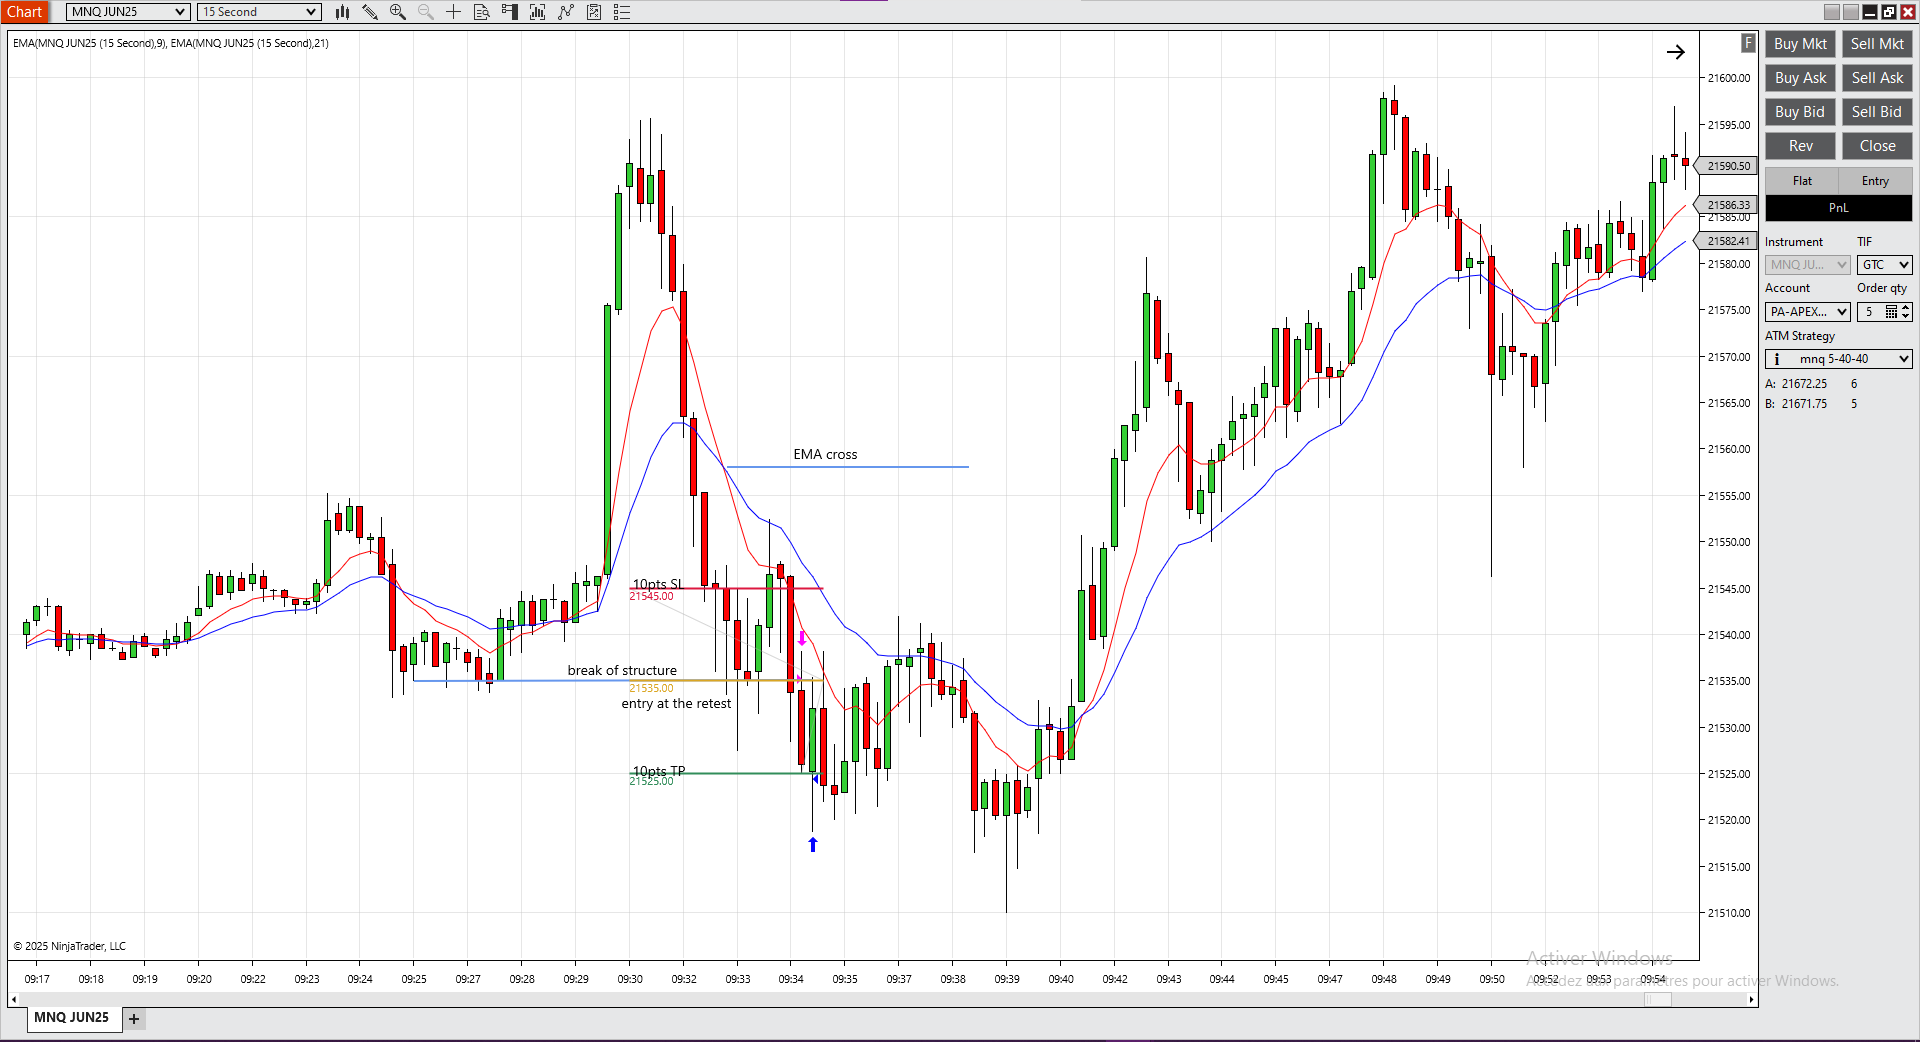 Chart MNQ JUN25 15 Second
EMA(MNQ JUN25 (15 Second),9), EMA(MNQ JUN25 (15 Second),21)
F
21600.00
21595.00
21590.50
21586.33
21585.00
21582.41
21580.00
21575.00
21570.00
21565.00
21560.00
21555.00
21550.00
21545.00
21540.00
21535.00
21530.00
21525.00
21520.00
21515.00
21510.00
EMA cross
10pts SL
21545.00
break of structure
21535.00
entry at the retest
10pts TP
21525.00
© 2025 NinjaTrader, LLC
09:17 09:18 09:19 09:20 09:22 09:23 09:24 09:25 09:27 09:28 09:29 09:30 09:32 09:33 09:34 09:35 09:37 09:38 09:39 09:40 09:42 09:43 09:44 09:45 09:47 09:48 09:49 09:50 09:52 09:53 09:54
MNQ JUN25 +
Buy Mkt Sell Mkt
Buy Ask Sell Ask
Buy Bid Sell Bid
Rev Close
Flat Entry
PnL
Instrument TIF
MNQ JU... GTC
Account Order qty
PA-APEX... 5
ATM Strategy
i mnq 5-40-40
A: 21672.25 6
B: 21671.75 5
Activer Windows
Accédez aux paramètres pour activer Windows.